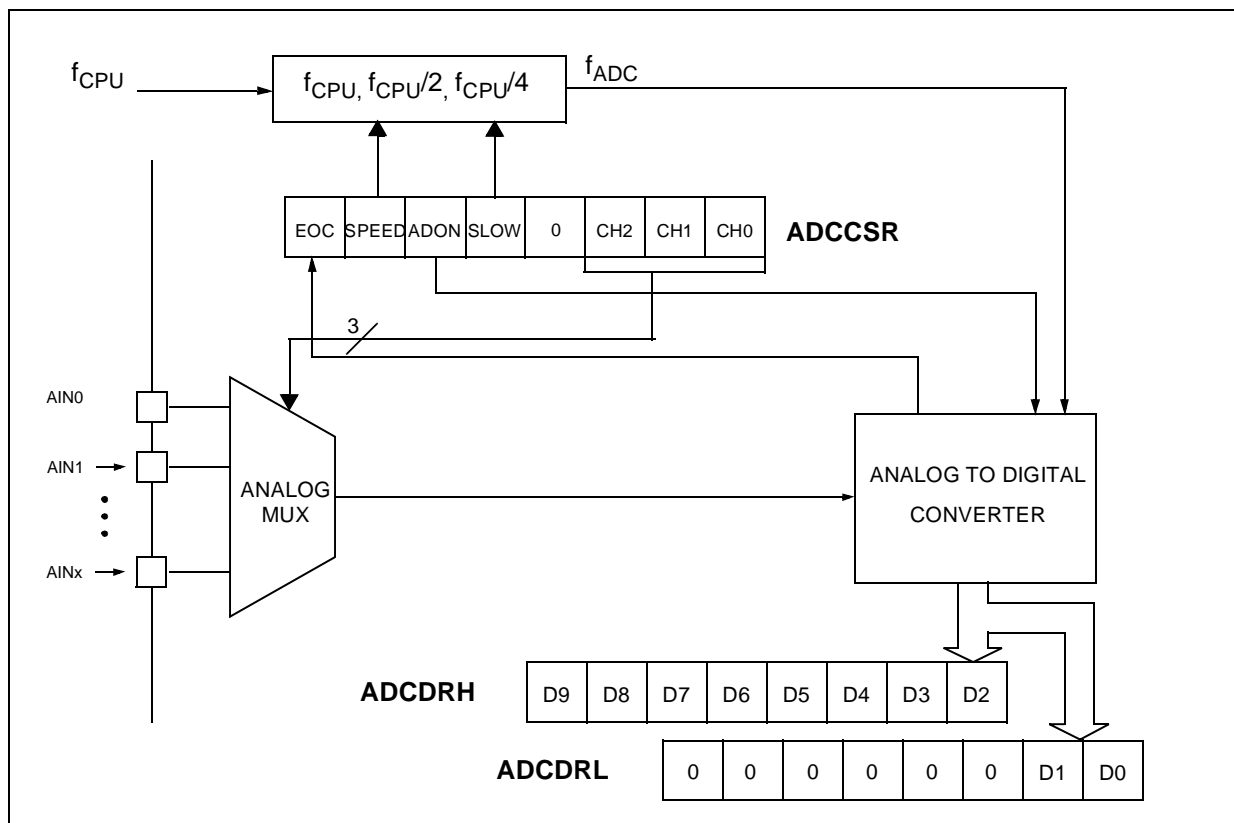 fCPU
fCPU, fCPU/2, fCPU/4
fADC
EOC SPEED ADON SLOW 0 CH2 CH1 CH0 ADCCSR
3
AIN0
AIN1
AINx
ANALOG
MUX
ANALOG TO DIGITAL
CONVERTER
ADCDRH D9 D8 D7 D6 D5 D4 D3 D2
ADCDRL 0 0 0 0 0 0 D1 D0